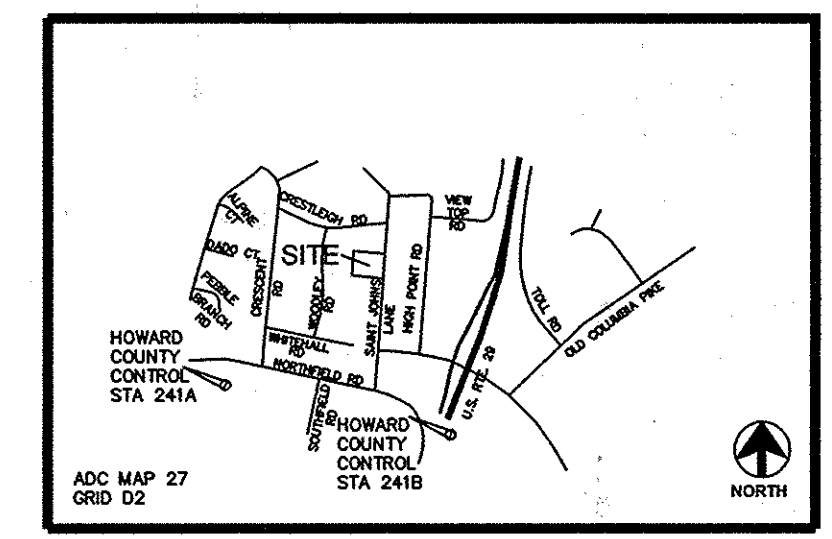 ALPINE
CT
CRESTLEIGH RD
VIEW
TOP
RD
DADO CT
SITE
CRESCENT
RD
WOODLEY
RD
SAINT JOHNS
LANE
HIGH POINT RD
PEBBLE
BRANCH
RD
TOLL RD
OLD COLUMBIA PIKE
WHITEHALL
RD
NORTHFIELD RD
U.S. RTE. 29
HOWARD
COUNTY
CONTROL
STA 241A
SOUTHFIELD
RD
HOWARD
COUNTY
CONTROL
STA 241B
ADC MAP 27
GRID D2
NORTH